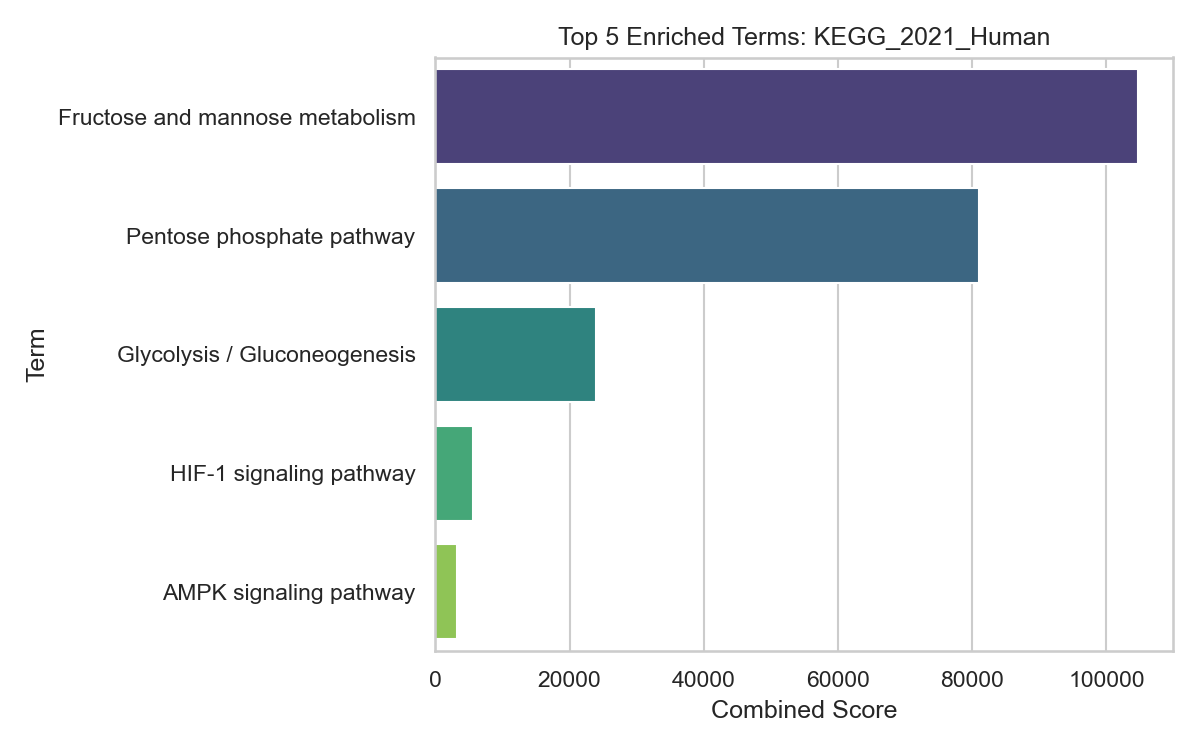 Top 5 Enriched Terms: KEGG_2021_Human
Fructose and mannose metabolism
Pentose phosphate pathway
Glycolysis / Gluconeogenesis
HIF-1 signaling pathway
AMPK signaling pathway
Term
0 20000 40000 60000 80000 100000
Combined Score